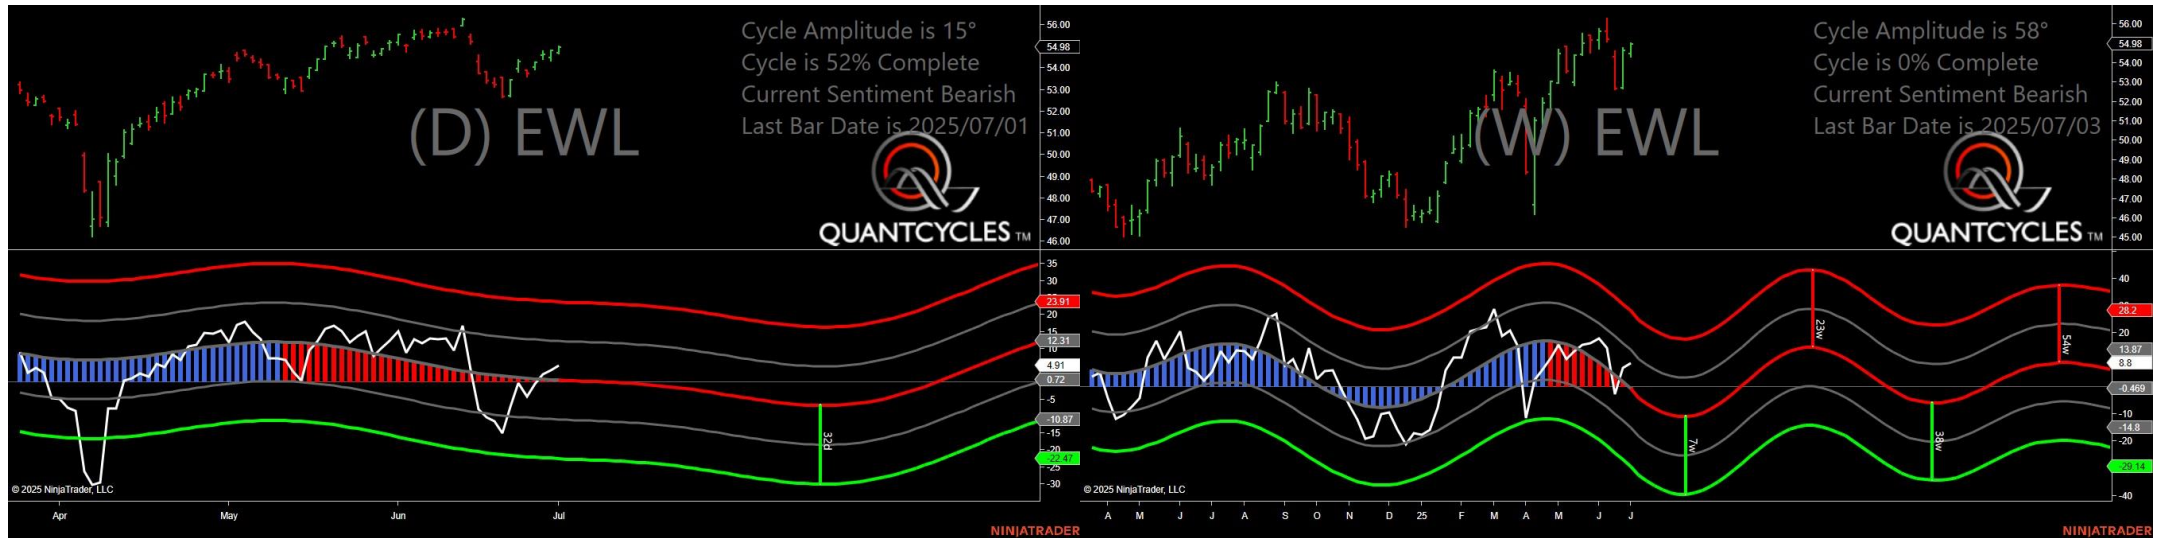 Cycle Amplitude is 15°
Cycle is 52% Complete
Current Sentiment Bearish
Last Bar Date is 2025/07/01
(D) EWL
QUANTCYCLES TM
56.00
54.98
54.00
53.00
52.00
51.00
50.00
49.00
48.00
47.00
46.00
35
30
23.91
20
15
12.31
10
4.91
0.72
-5
-10.87
-15
-20
-22.47
-25
-30
32d
© 2025 NinjaTrader, LLC
Apr May Jun Jul
NINJATRADER
Cycle Amplitude is 58°
Cycle is 0% Complete
Current Sentiment Bearish
Last Bar Date is 2025/07/03
(W) EWL
QUANTCYCLES TM
56.00
54.98
54.00
53.00
52.00
51.00
50.00
49.00
48.00
47.00
46.00
45.00
40
28.2
20
13.87
8.8
-0.469
-10
-14.8
-20
-29.14
-40
23w
54w
7w
38w
© 2025 NinjaTrader, LLC
A M J J A S O N D 25 F M A M J J
NINJATRADER